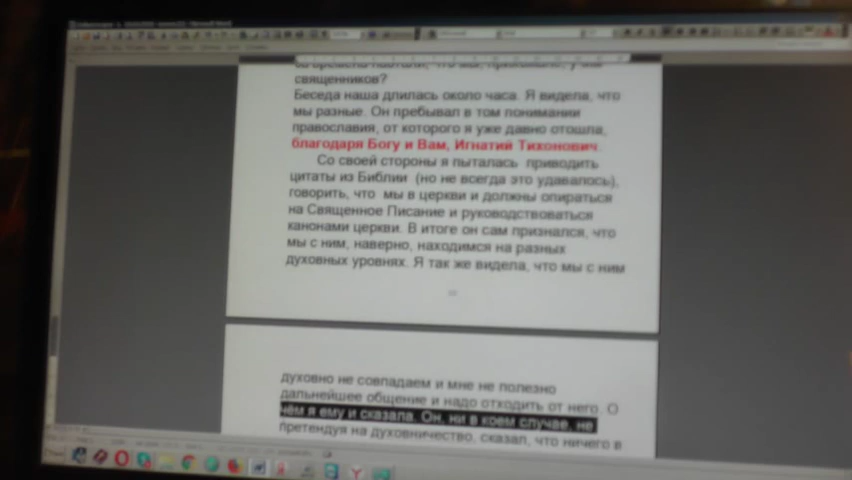 священников?
Беседа наша длилась около часа. Я видела, что
мы разные. Он пребывал в том понимании
православия, от которого я уже давно отошла,
благодаря Богу и Вам, Игнатий Тихонович.
Со своей стороны я пыталась приводить
цитаты из Библии (но не всегда это удавалось),
говорить, что мы в церкви и должны опираться
на Священное Писание и руководствоваться
канонами церкви. В итоге он сам признался, что
мы с ним, наверно, находимся на разных
духовных уровнях. Я так же видела, что мы с ним
духовно не совпадаем и мне не полезно
дальнейшее общение и надо отходить от него. О
чём я ему и сказала. Он, ни в коем случае, не
претендуя на духовничество, сказал, что ничего в